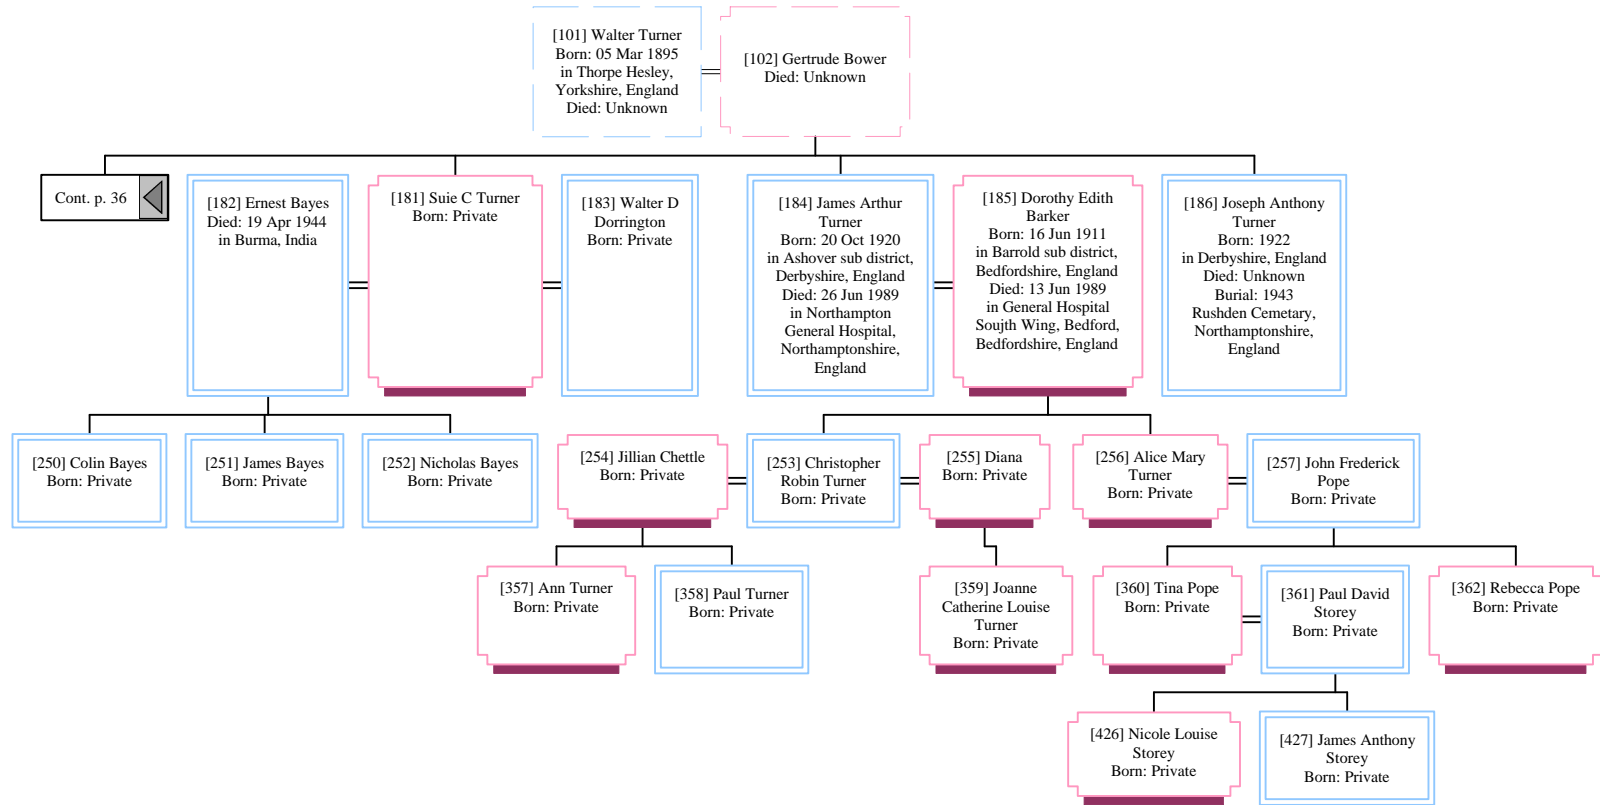 [101] Walter Turner
Born: 05 Mar 1895
in Thorpe Hesley,
Yorkshire, England
Died: Unknown
[102] Gertrude Bower
Died: Unknown
Cont. p. 36
[182] Ernest Bayes
Died: 19 Apr 1944
in Burma, India
[181] Suie C Turner
Born: Private
[183] Walter D
Dorrington
Born: Private
[184] James Arthur
Turner
Born: 20 Oct 1920
in Ashover sub district,
Derbyshire, England
Died: 26 Jun 1989
in Northampton
General Hospital,
Northamptonshire,
England
[185] Dorothy Edith
Barker
Born: 16 Jun 1911
in Barrold sub district,
Bedfordshire, England
Died: 13 Jun 1989
in General Hospital
Soujth Wing, Bedford,
Bedfordshire, England
[186] Joseph Anthony
Turner
Born: 1922
in Derbyshire, England
Died: Unknown
Burial: 1943
Rushden Cemetary,
Northamptonshire,
England
[250] Colin Bayes
Born: Private
[251] James Bayes
Born: Private
[252] Nicholas Bayes
Born: Private
[254] Jillian Chettle
Born: Private
[253] Christopher
Robin Turner
Born: Private
[255] Diana
Born: Private
[256] Alice Mary
Turner
Born: Private
[257] John Frederick
Pope
Born: Private
[357] Ann Turner
Born: Private
[358] Paul Turner
Born: Private
[359] Joanne
Catherine Louise
Turner
Born: Private
[360] Tina Pope
Born: Private
[361] Paul David
Storey
Born: Private
[362] Rebecca Pope
Born: Private
[426] Nicole Louise
Storey
Born: Private
[427] James Anthony
Storey
Born: Private